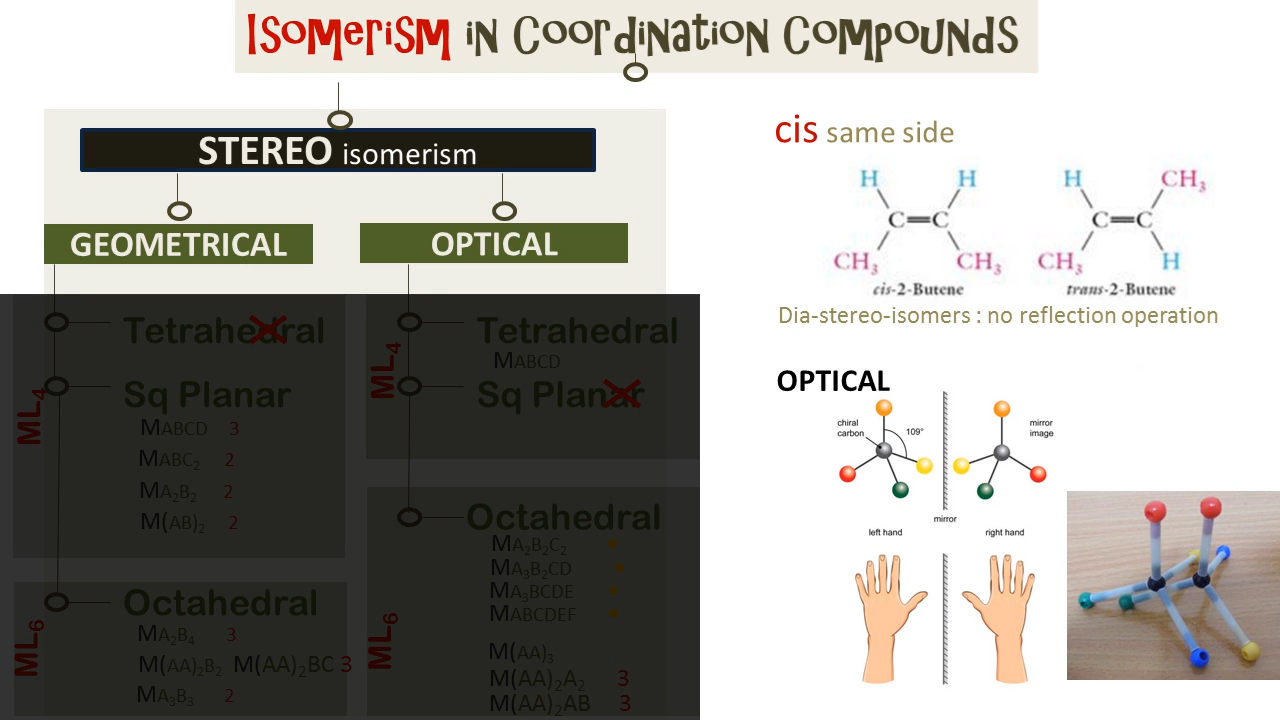 ISOMERISM IN COORDINATION COMPOUNDS
STEREO isomerism
GEOMETRICAL
OPTICAL
ML4
Tetrahedral
Sq Planar
MABCD 3
MABC₂ 2
MA₂B₂ 2
M(AB)₂ 2
ML6
Octahedral
MA₂B₄ 3
M(AA)₂B₂ M(AA)₂BC 3
MA₃B₃ 2
ML4
Tetrahedral
MABCD
Sq Planar
ML6
Octahedral
MA₂B₂C₂
MA₃B₂CD
MA₃BCDE
MABCDEF
M(AA)₃
M(AA)₂A₂ 3
M(AA)₂AB 3
cis same side
H H
C=C
CH₃ CH₃
cis-2-Butene
H CH₃
C=C
CH₃ H
trans-2-Butene
Dia-stereo-isomers : no reflection operation
OPTICAL
chiral
carbon
109°
mirror
image
mirror
left hand
right hand